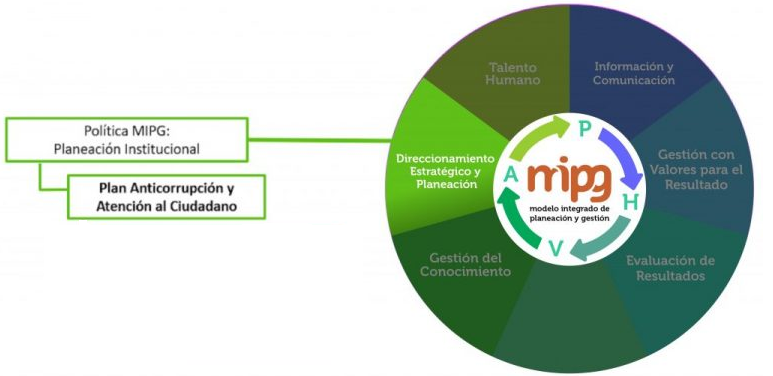 Política MIPG:
Planeación Institucional
Plan Anticorrupción y
Atención al Ciudadano
Talento
Humano
Información y
Comunicación
Direccionamiento
Estratégico y
Planeación
Gestión con
Valores para el
Resultado
Gestión del
Conocimiento
Evaluación de
Resultados
P
H
V
A
mipg
modelo integrado de
planeación y gestión